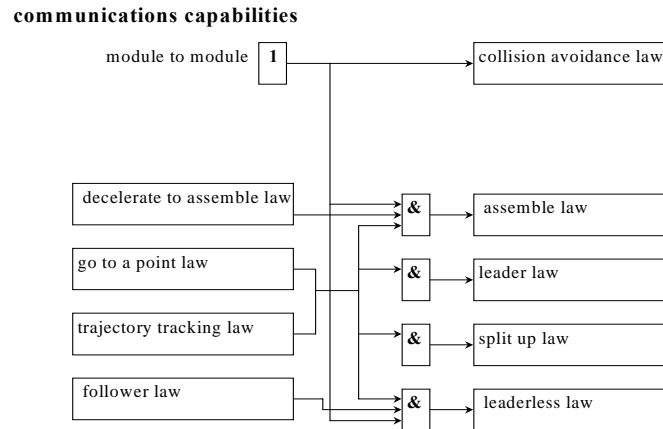 communications capabilities
module to module 1 collision avoidance law
decelerate to assemble law & assemble law
go to a point law & leader law
trajectory tracking law & split up law
follower law & leaderless law